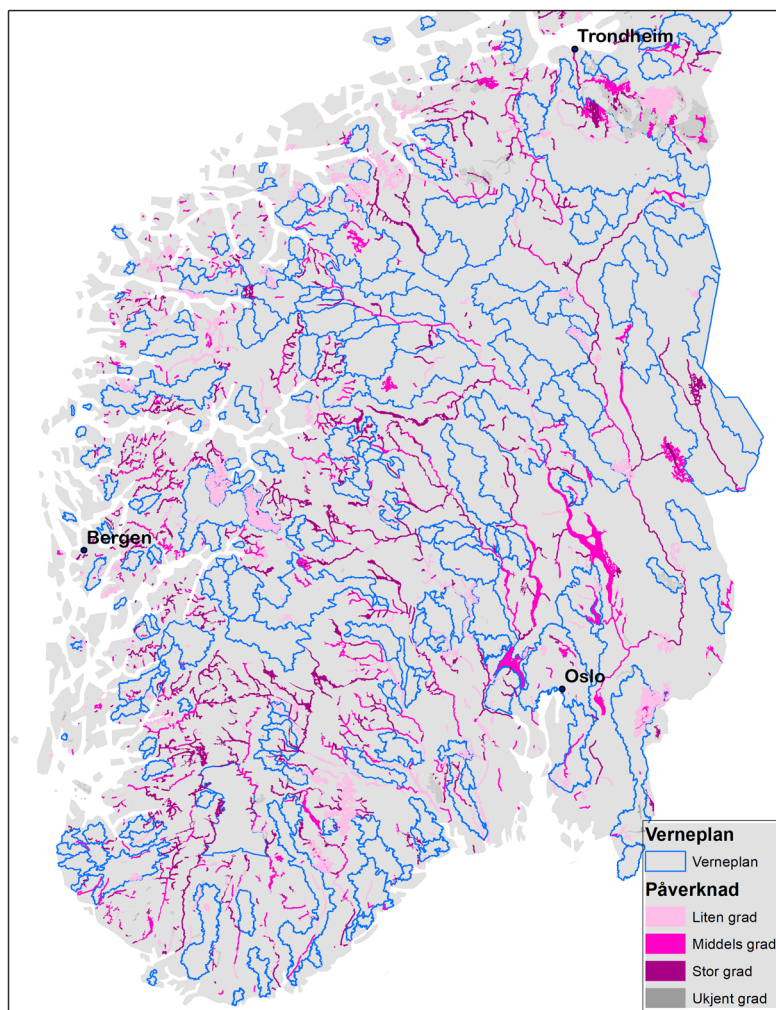 Trondheim
Bergen
Oslo
Verneplan
Verneplan
Påverknad
Liten grad
Middels grad
Stor grad
Ukjent grad